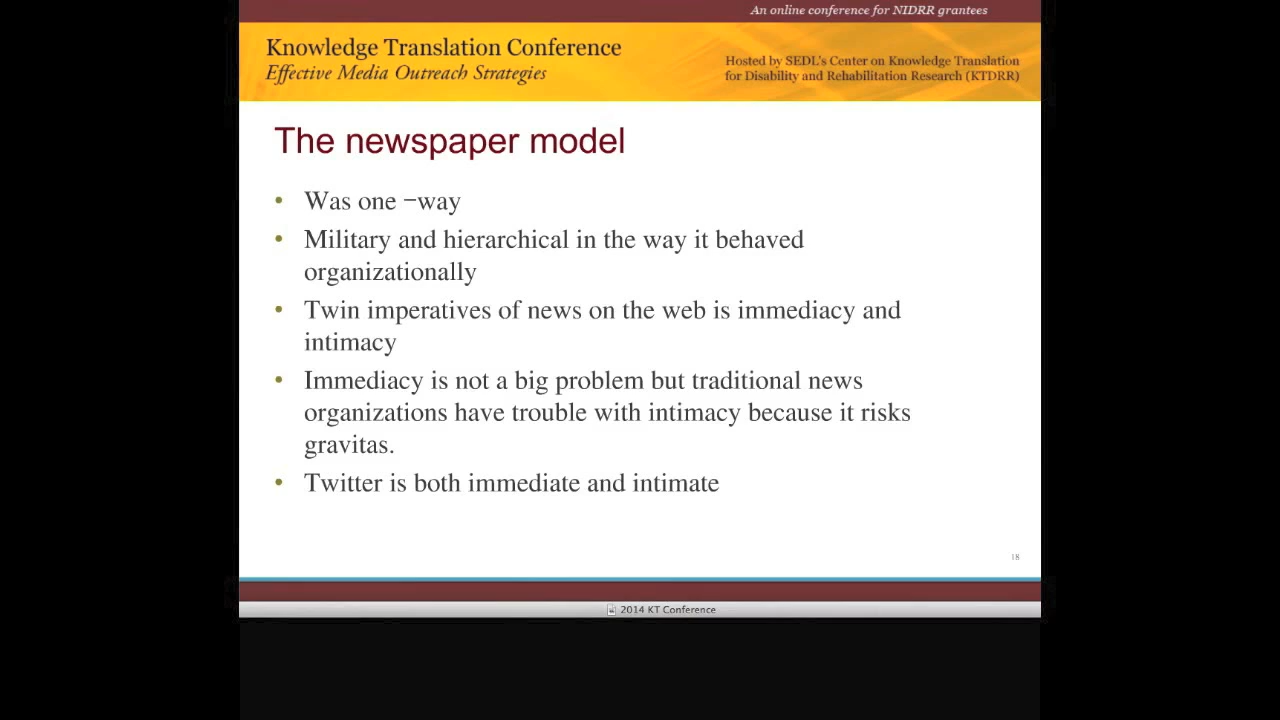 An online conference for NIDRR grantees
Knowledge Translation Conference
Effective Media Outreach Strategies
Hosted by SEDL's Center on Knowledge Translation
for Disability and Rehabilitation Research (KTDRR)
The newspaper model
• Was one –way
• Military and hierarchical in the way it behaved
organizationally
• Twin imperatives of news on the web is immediacy and
intimacy
• Immediacy is not a big problem but traditional news
organizations have trouble with intimacy because it risks
gravitas.
• Twitter is both immediate and intimate
18
2014 KT Conference